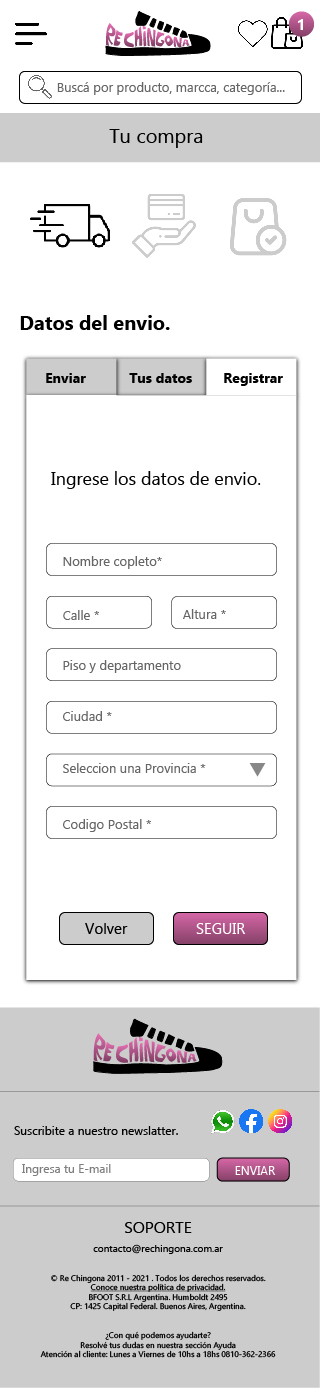 RE CHINGONA
1
Buscá por producto, marcca, categoría...
Tu compra
Datos del envio.
Enviar Tus datos Registrar
Ingrese los datos de envio.
Nombre copleto*
Calle * Altura *
Piso y departamento
Ciudad *
Seleccion una Provincia *
Codigo Postal *
Volver SEGUIR
RE CHINGONA
Suscribite a nuestro newslatter.
Ingresa tu E-mail ENVIAR
SOPORTE
contacto@rechingona.com.ar
© Re Chingona 2011 - 2021 . Todos los derechos reservados.
Conoce nuestra política de privacidad.
BFOOT S.R.L Argentina. Humboldt 2495
CP: 1425 Capital Federal. Buenos Aires, Argentina.
¿Con qué podemos ayudarte?
Resolvé tus dudas en nuestra sección Ayuda
Atención al cliente: Lunes a Viernes de 10hs a 18hs 0810-362-2366